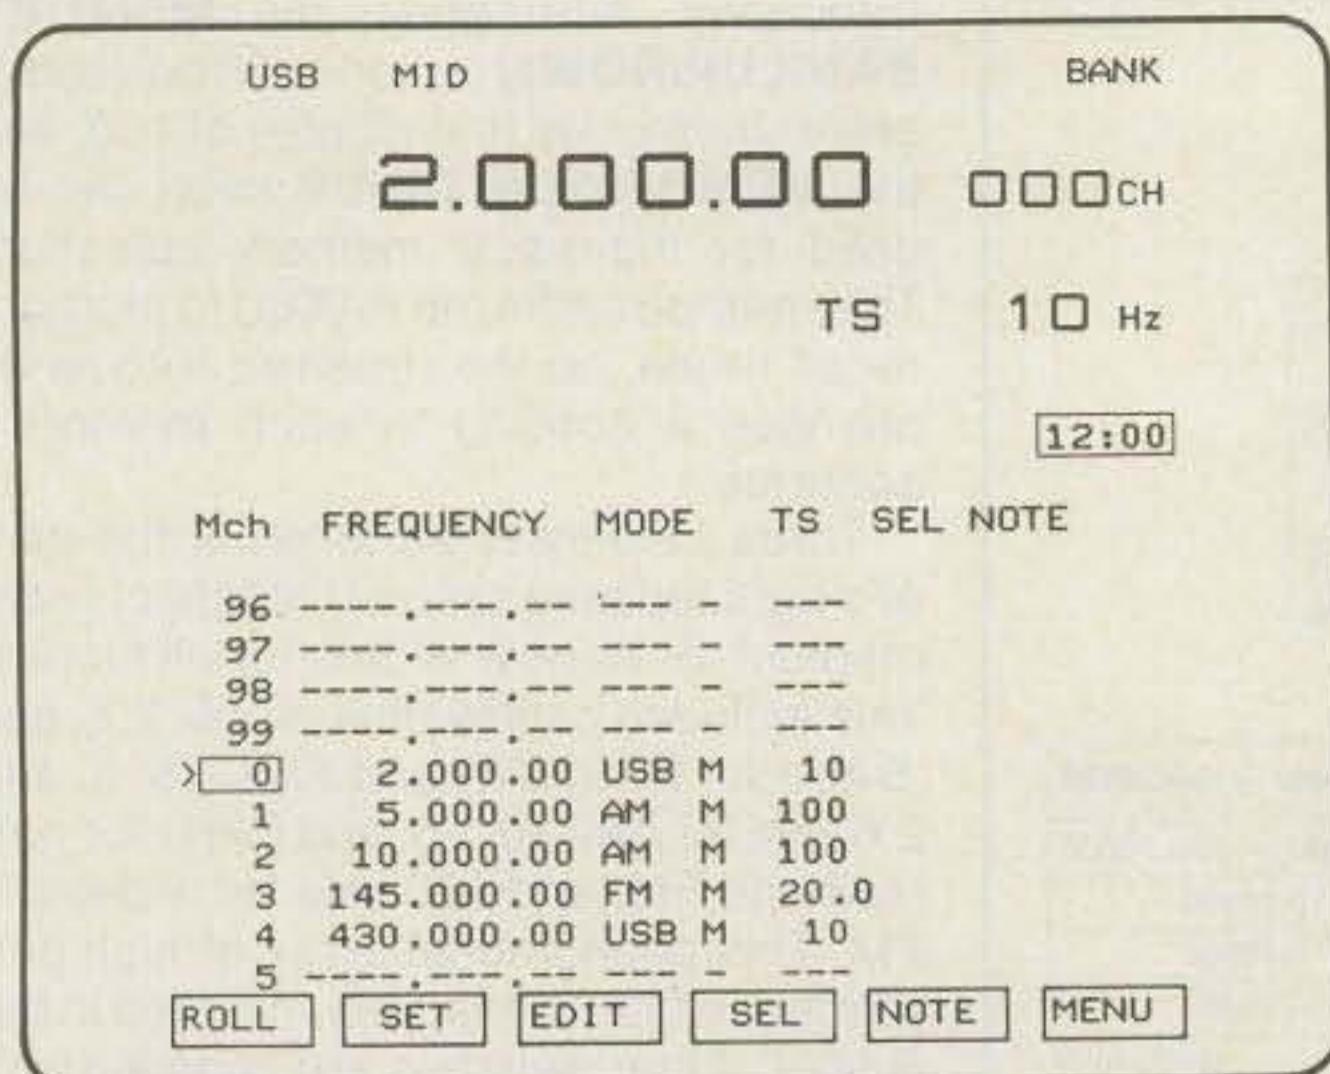 USB MID BANK
2.000.00 000CH
TS 10 Hz
12:00
Mch FREQUENCY MODE TS SEL NOTE
96 ----.---.-- --- - ---
97 ----.---.-- --- - ---
98 ----.---.-- --- - ---
99 ----.---.-- --- - ---
>0 2.000.00 USB M 10
1 5.000.00 AM M 100
2 10.000.00 AM M 100
3 145.000.00 FM M 20.0
4 430.000.00 USB M 10
5 ----.---.-- --- - ---
ROLL SET EDIT SEL NOTE MENU